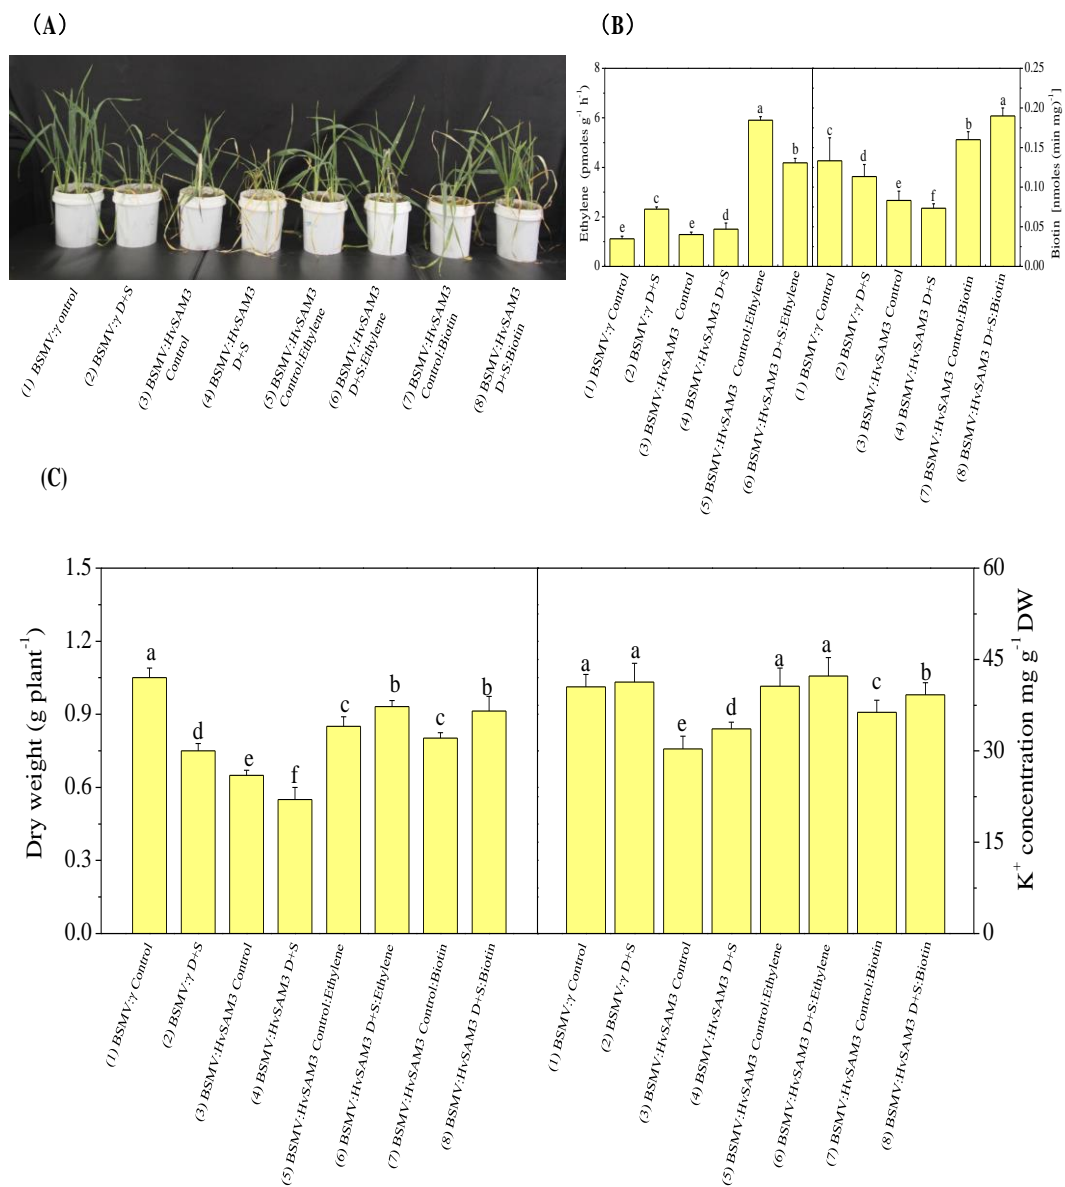 (A)
(B)
(1) BSMV:γ ontrol
(2) BSMV:γ D+S
(3) BSMV:HvSAM3
Control
(4) BSMV:HvSAM3
D+S
(5) BSMV:HvSAM3
Control:Ethylene
(6) BSMV:HvSAM3
D+S:Ethylene
(7) BSMV:HvSAM3
Control:Biotin
(8) BSMV:HvSAM3
D+S:Biotin
Ethylene (pmoles g⁻¹ h⁻¹)
8
6
4
2
0
e
c
e
d
a
b
c
d
e
f
b
a
0.25
0.20
0.15
0.10
0.05
0.00
Biotin [nmoles (min mg)⁻¹]
(1) BSMV:γ Control
(2) BSMV:γ D+S
(3) BSMV:HvSAM3 Control
(4) BSMV:HvSAM3 D+S
(5) BSMV:HvSAM3 Control:Ethylene
(6) BSMV:HvSAM3 D+S:Ethylene
(1) BSMV:γ Control
(2) BSMV:γ D+S
(3) BSMV:HvSAM3 Control
(4) BSMV:HvSAM3 D+S
(7) BSMV:HvSAM3 Control:Biotin
(8) BSMV:HvSAM3 D+S:Biotin
(C)
Dry weight (g plant⁻¹)
1.5
1.2
0.9
0.6
0.3
0.0
a
d
e
f
c
b
c
b
a
a
e
d
a
a
c
b
60
45
30
15
0
K⁺ concentration mg g⁻¹ DW
(1) BSMV:γ Control
(2) BSMV:γ D+S
(3) BSMV:HvSAM3 Control
(4) BSMV:HvSAM3 D+S
(5) BSMV:HvSAM3 Control:Ethylene
(6) BSMV:HvSAM3 D+S:Ethylene
(7) BSMV:HvSAM3 Control:Biotin
(8) BSMV:HvSAM3 D+S:Biotin
(1) BSMV:γ Control
(2) BSMV:γ D+S
(3) BSMV:HvSAM3 Control
(4) BSMV:HvSAM3 D+S
(5) BSMV:HvSAM3 Control:Ethylene
(6) BSMV:HvSAM3 D+S:Ethylene
(7) BSMV:HvSAM3 Control:Biotin
(8) BSMV:HvSAM3 D+S:Biotin